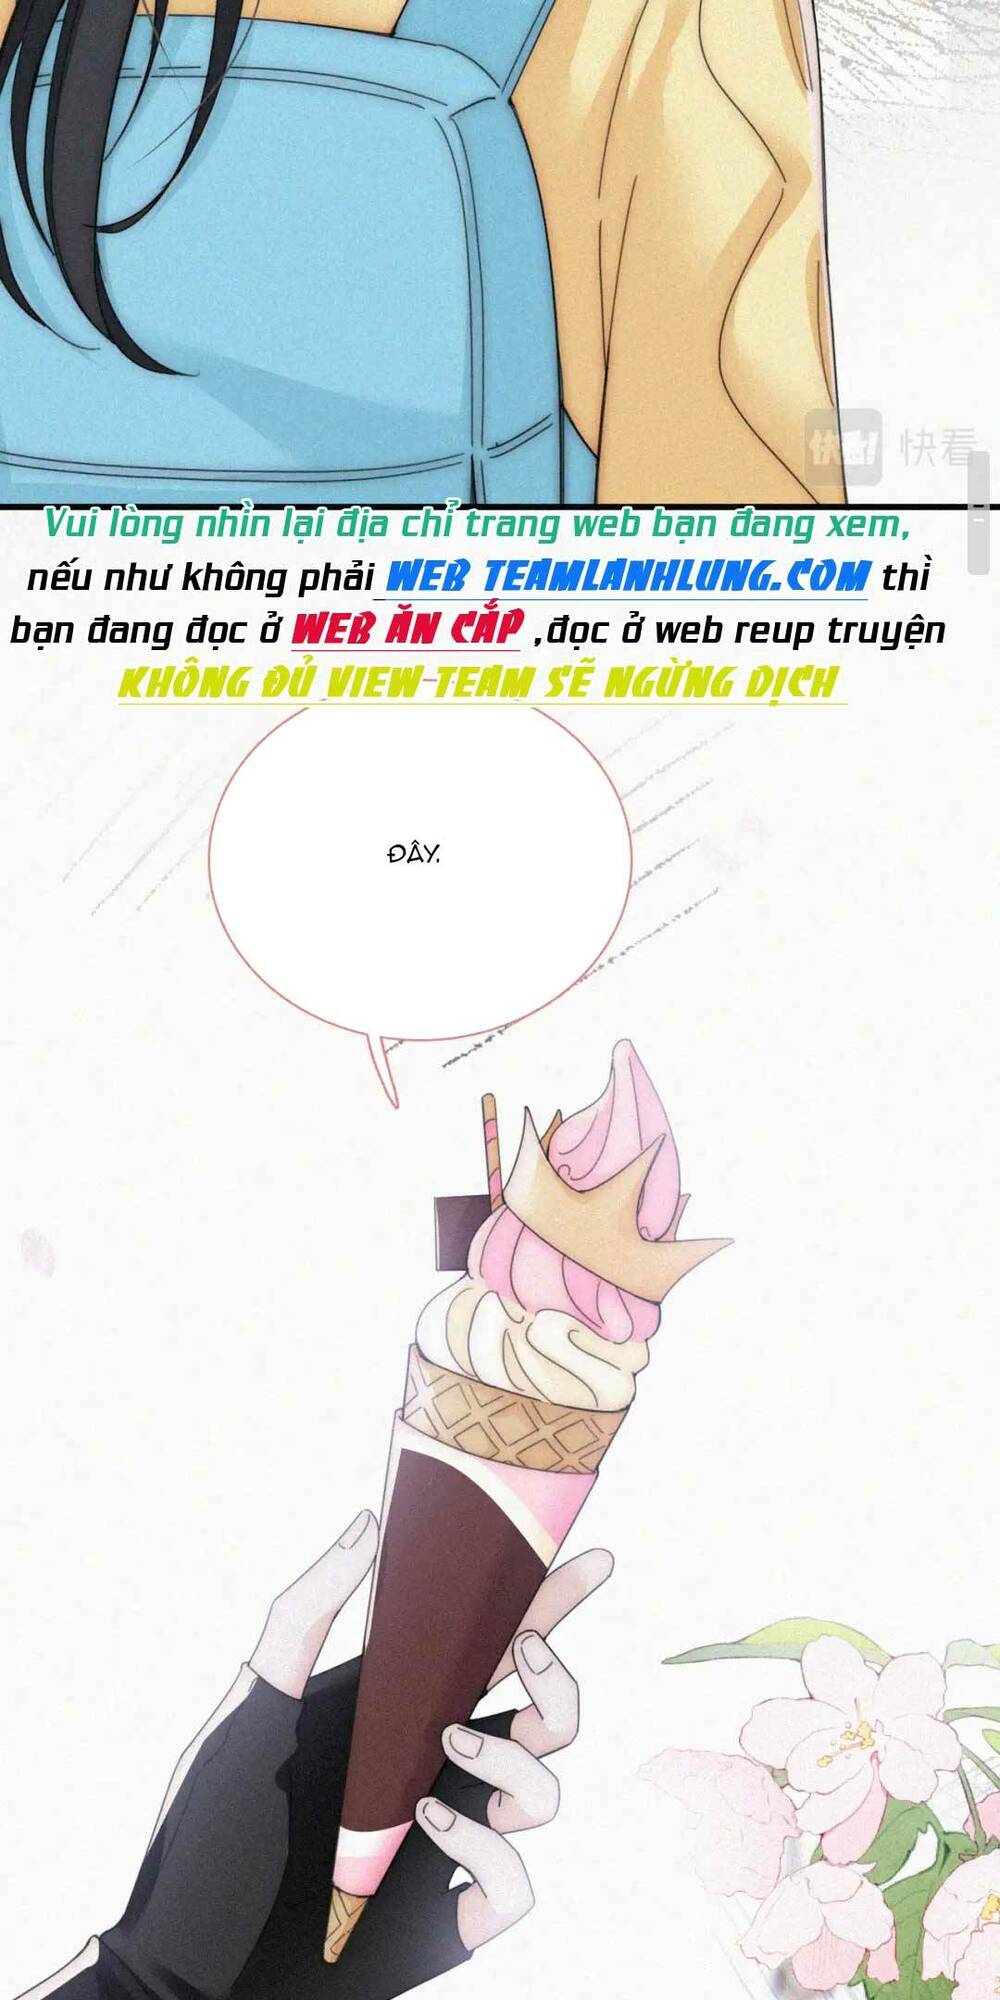 快看! 快看
Vui lòng nhìn lại địa chỉ trang web bạn đang xem,
nếu như không phải WEB TEAMLANHLUNG.COM thì
bạn đang đọc ở WEB ĂN CẮP ,đọc ở web reup truyện
KHÔNG ĐỦ VIEW TEAM SẼ NGỪNG DỊCH
ĐÂY.